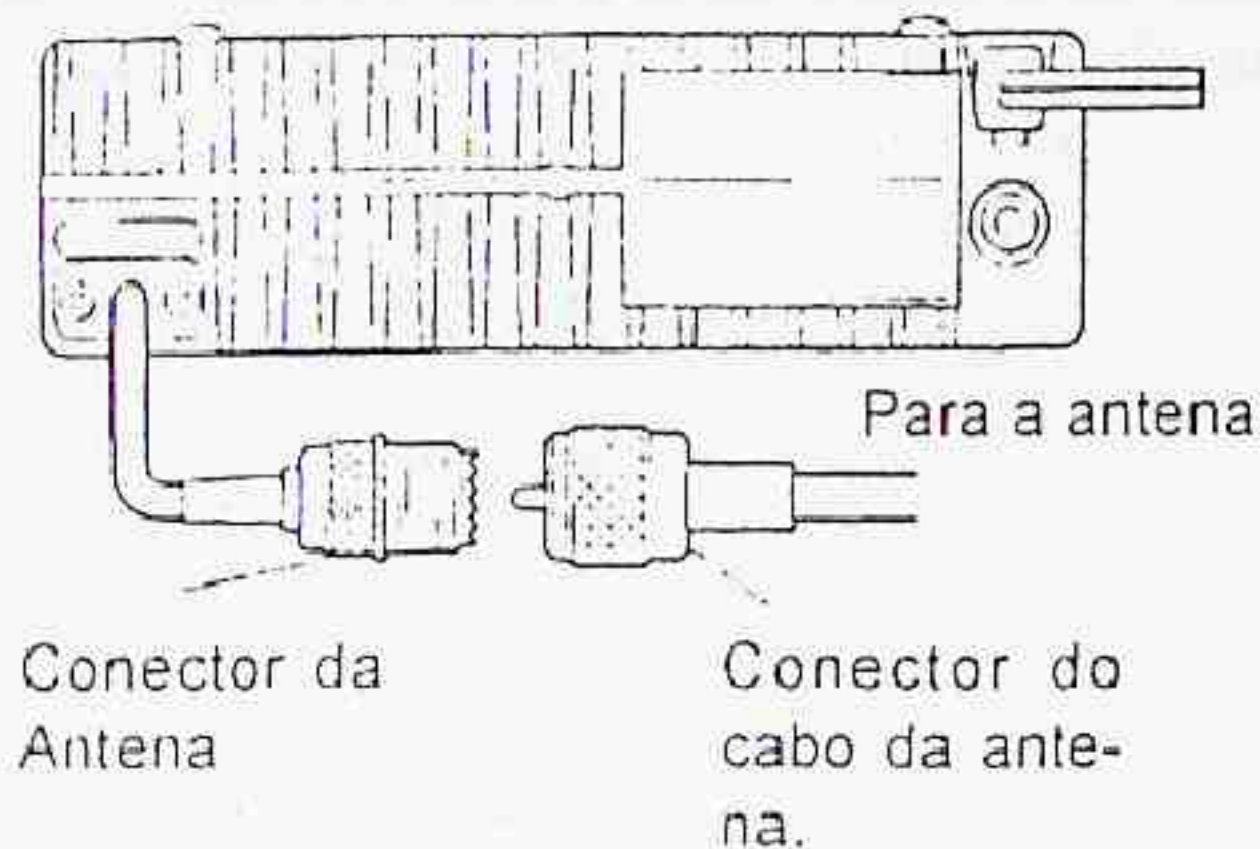 Para a antena
Conector da
Antena
Conector do
cabo da ante-
na.